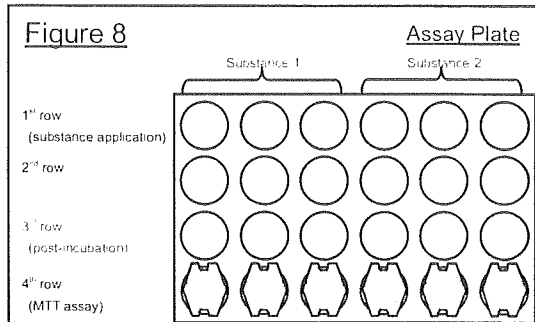 Figure 8
Assay Plate
Substance 1
Substance 2
1st row
(substance application)
2nd row
3rd row
(post-incubation)
4th row
(MTT assay)